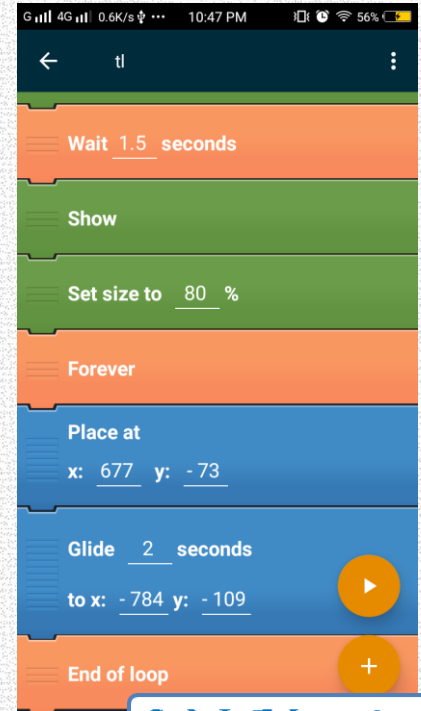 G 4G 0.6K/s ... 10:47 PM 56%
tl
Wait 1.5 seconds
Show
Set size to 80 %
Forever
Place at
x: 677 y: - 73
Glide 2 seconds
to x: - 784 y: - 109
End of loop